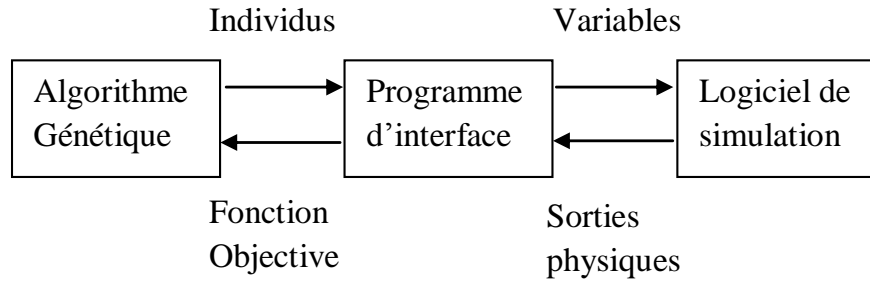 Individus
Variables
Algorithme
Génétique
Programme
d’interface
Logiciel de
simulation
Fonction
Objective
Sorties
physiques